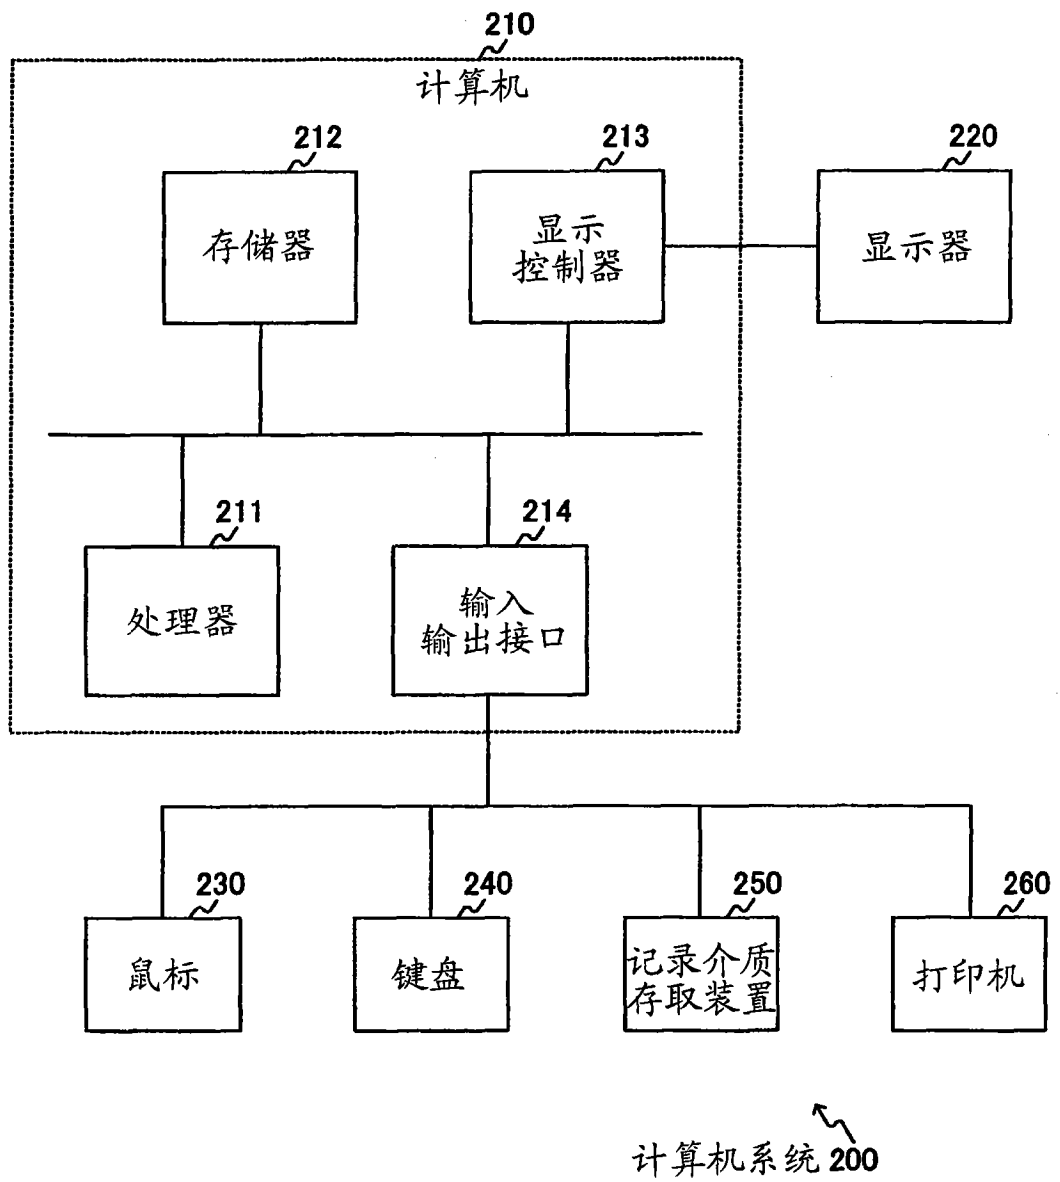 210
计算机
212
213
220
存储器
显示
控制器
显示器
211
214
处理器
输入
输出接口
230
240
250
260
鼠标
键盘
记录介质
存取装置
打印机
计算机系统 200